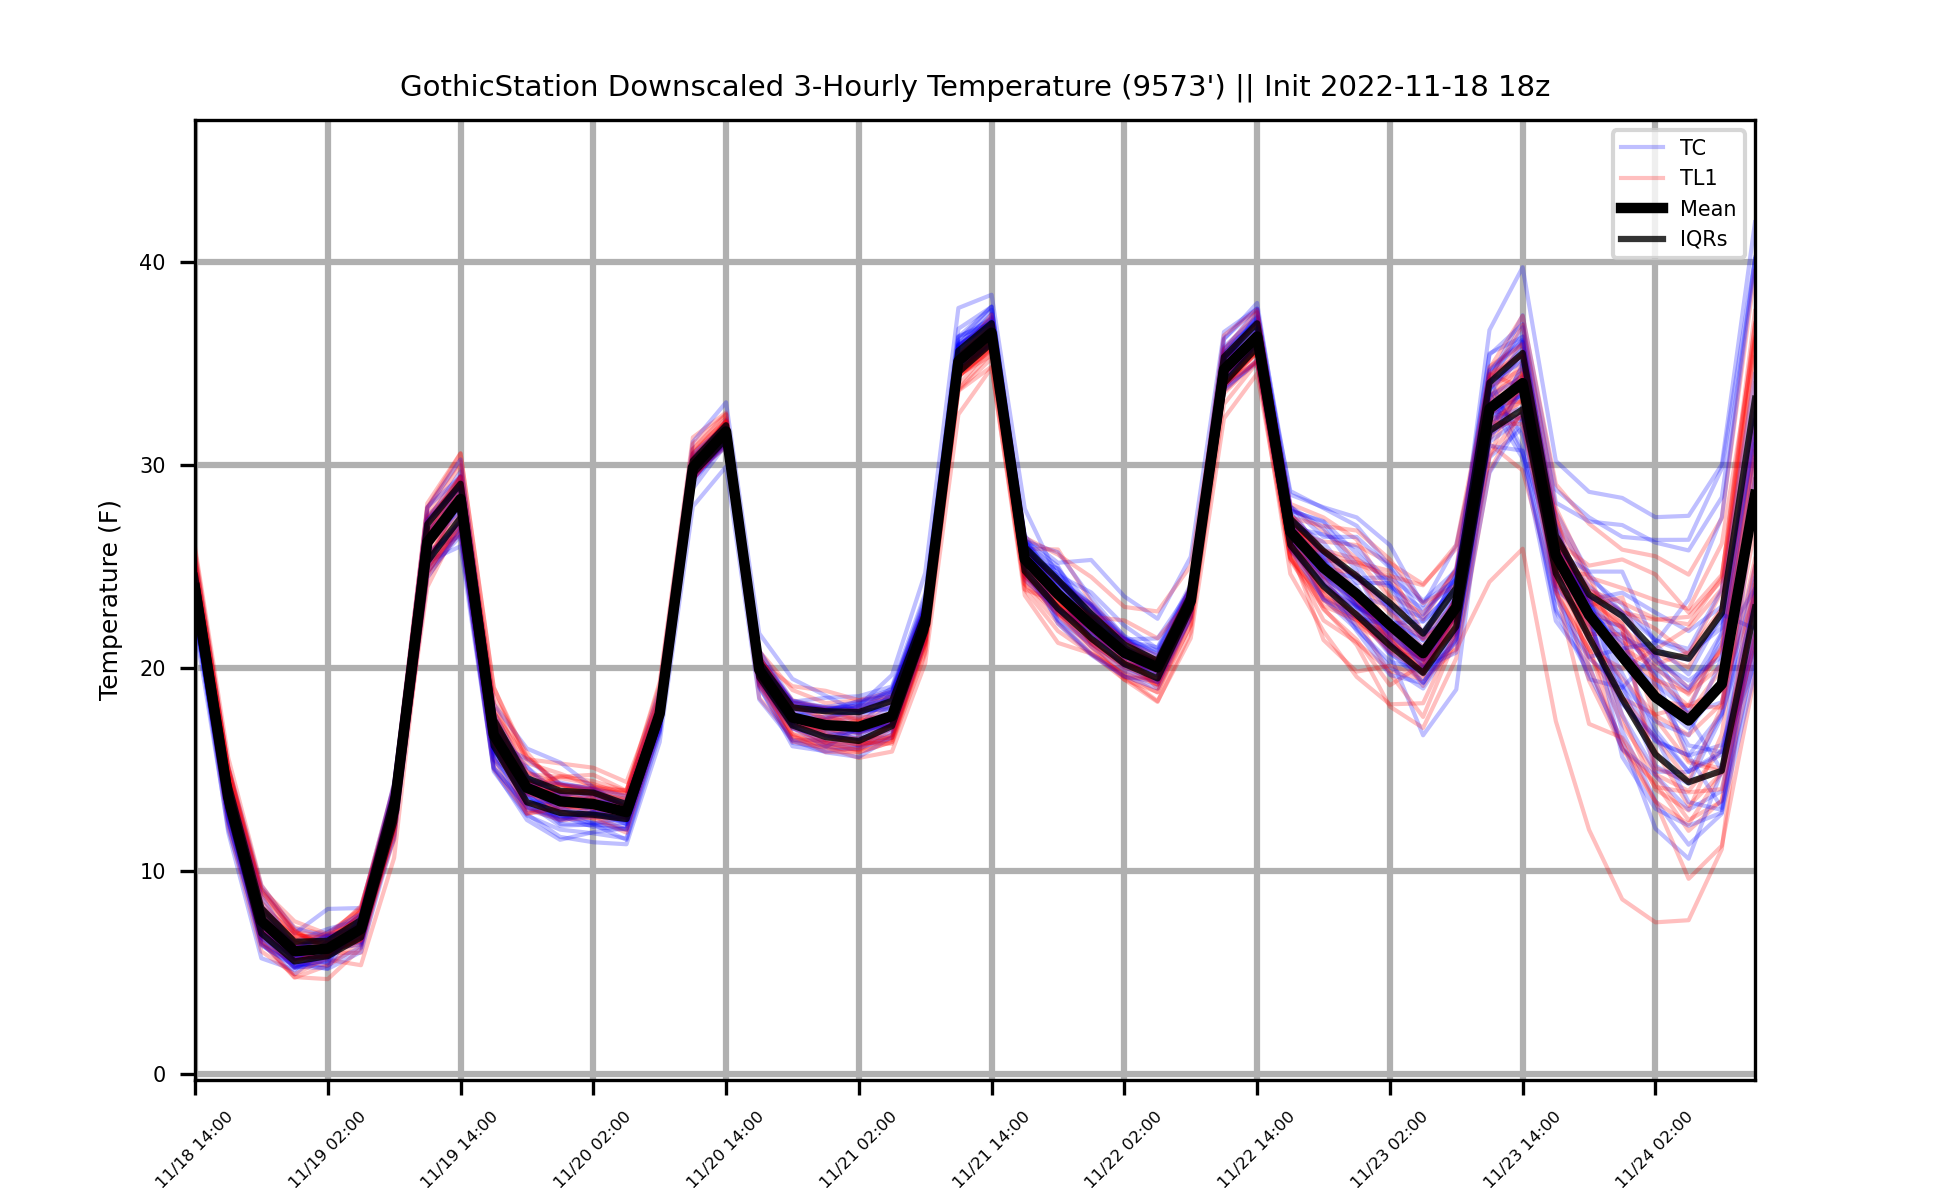 GothicStation Downscaled 3-Hourly Temperature (9573') || Init 2022-11-18 18z
TC
TL1
Mean
IQRs
Temperature (F)
40
30
20
10
0
11/18 14:00
11/19 02:00
11/19 14:00
11/20 02:00
11/20 14:00
11/21 02:00
11/21 14:00
11/22 02:00
11/22 14:00
11/23 02:00
11/23 14:00
11/24 02:00